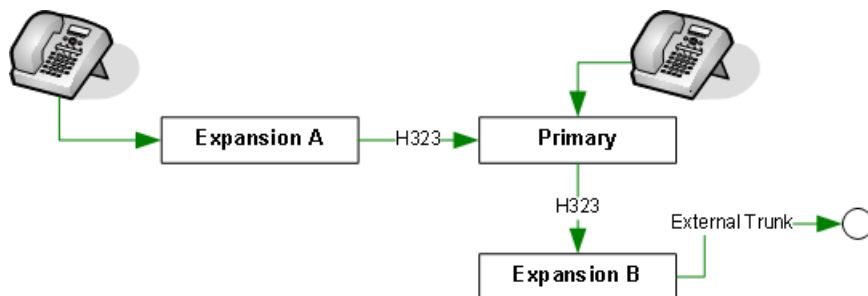 Expansion A
H323
Primary
H323
External Trunk
Expansion B